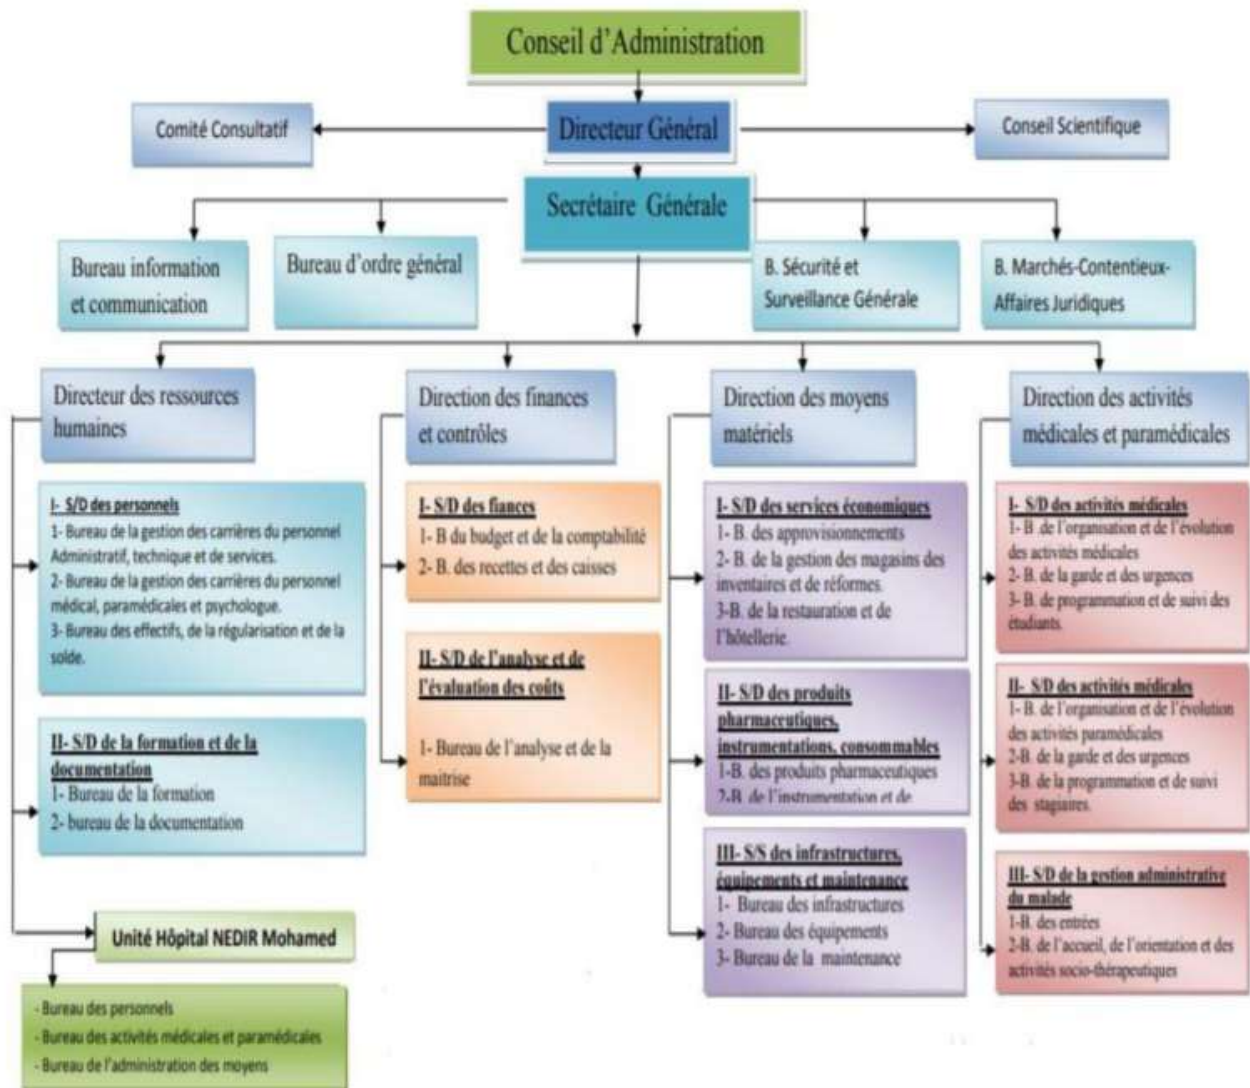 Conseil d'Administration
Comité Consultatif
Directeur Général
Conseil Scientifique
Secrétaire Générale
Bureau information
et communication
Bureau d'ordre général
B. Sécurité et
Surveillance Générale
B. Marchés-Contentieux-
Affaires Juridiques
Directeur des ressources
humaines
Direction des finances
et contrôles
Direction des moyens
matériels
Direction des activités
médicales et paramédicales
I- S/D des personnels
1- Bureau de la gestion des carrières du personnel
Administratif, technique et de services.
2- Bureau de la gestion des carrières du personnel
médical, paramédicales et psychologue.
3- Bureau des effectifs, de la régularisation et de la
solde.
II- S/D de la formation et de la
documentation
1- Bureau de la formation
2- bureau de la documentation
Unité Hôpital NEDIR Mohamed
- Bureau des personnels
- Bureau des activités médicales et paramédicales
- Bureau de l'administration des moyens
I- S/D des fiances
1- B du budget et de la comptabilité
2- B. des recettes et des caisses
II- S/D de l'analyse et de
l'évaluation des coûts
1- Bureau de l'analyse et de la
maitrise
I- S/D des services économiques
1- B. des approvisionnements
2- B. de la gestion des magasins des
inventaires et de réformes.
3-B. de la restauration et de
l'hôtellerie.
II- S/D des produits
pharmaceutiques,
instrumentations, consommables
1-B. des produits pharmaceutiques
2-B. de l'instrumentation et de
III- S/S des infrastructures,
équipements et maintenance
1- Bureau des infrastructures
2- Bureau des équipements
3- Bureau de la maintenance
I- S/D des activités médicales
1- B .de l'organisation et de l'évolution
des activités médicales
2- B. de la garde et des urgences
3- B. de programmation et de suivi des
étudiants.
II- S/D des activités médicales
1- B. de l'organisation et de l'évolution
des activités paramédicales
2-B. de la garde et des urgences
3-B. de la programmation et de suivi
des stagiaires.
III- S/D de la gestion administrative
du malade
1-B. des entrées
2-B. de l'accueil, de l'orientation et des
activités socio-thérapeutiques